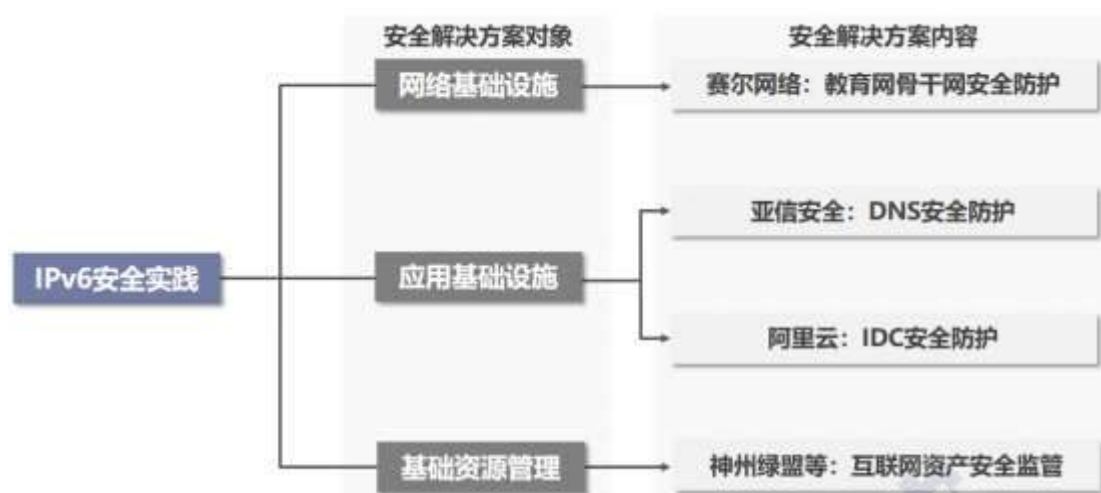 安全解决方案对象
安全解决方案内容
网络基础设施
赛尔网络：教育网骨干网安全防护
亚信安全：DNS安全防护
IPv6安全实践
应用基础设施
阿里云：IDC安全防护
基础资源管理
神州绿盟等：互联网资产安全监管